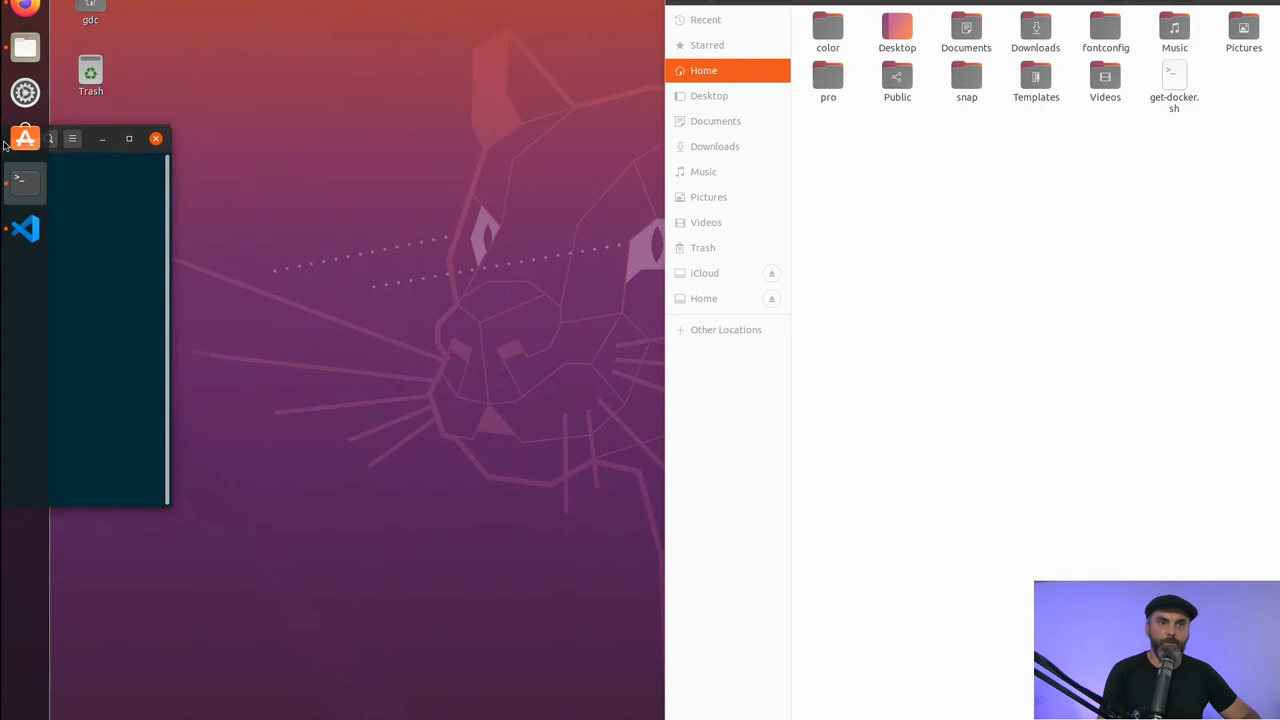 gdc
Trash
>_
Recent
Starred
Home
Desktop
Documents
Downloads
Music
Pictures
Videos
Trash
iCloud
Home
+ Other Locations
color
Desktop
Documents
Downloads
fontconfig
Music
Pictures
pro
Public
snap
Templates
Videos
>_
get-docker.
sh